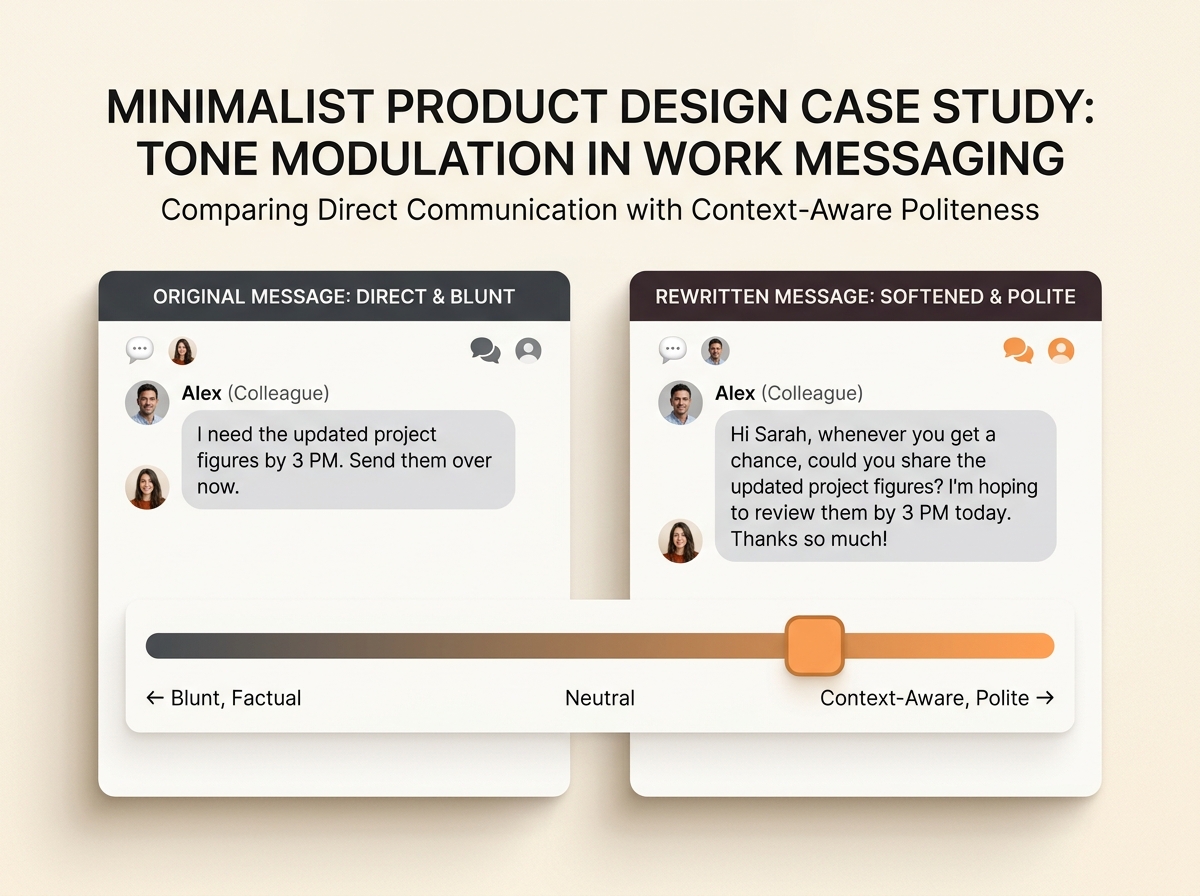 MINIMALIST PRODUCT DESIGN CASE STUDY:
TONE MODULATION IN WORK MESSAGING
Comparing Direct Communication with Context-Aware Politeness
ORIGINAL MESSAGE: DIRECT & BLUNT
Alex (Colleague)
I need the updated project
figures by 3 PM. Send them over
now.
REWRITTEN MESSAGE: SOFTENED & POLITE
Alex (Colleague)
Hi Sarah, whenever you get a
chance, could you share the
updated project figures? I'm hoping
to review them by 3 PM today.
Thanks so much!
← Blunt, Factual
Neutral
Context-Aware, Polite →